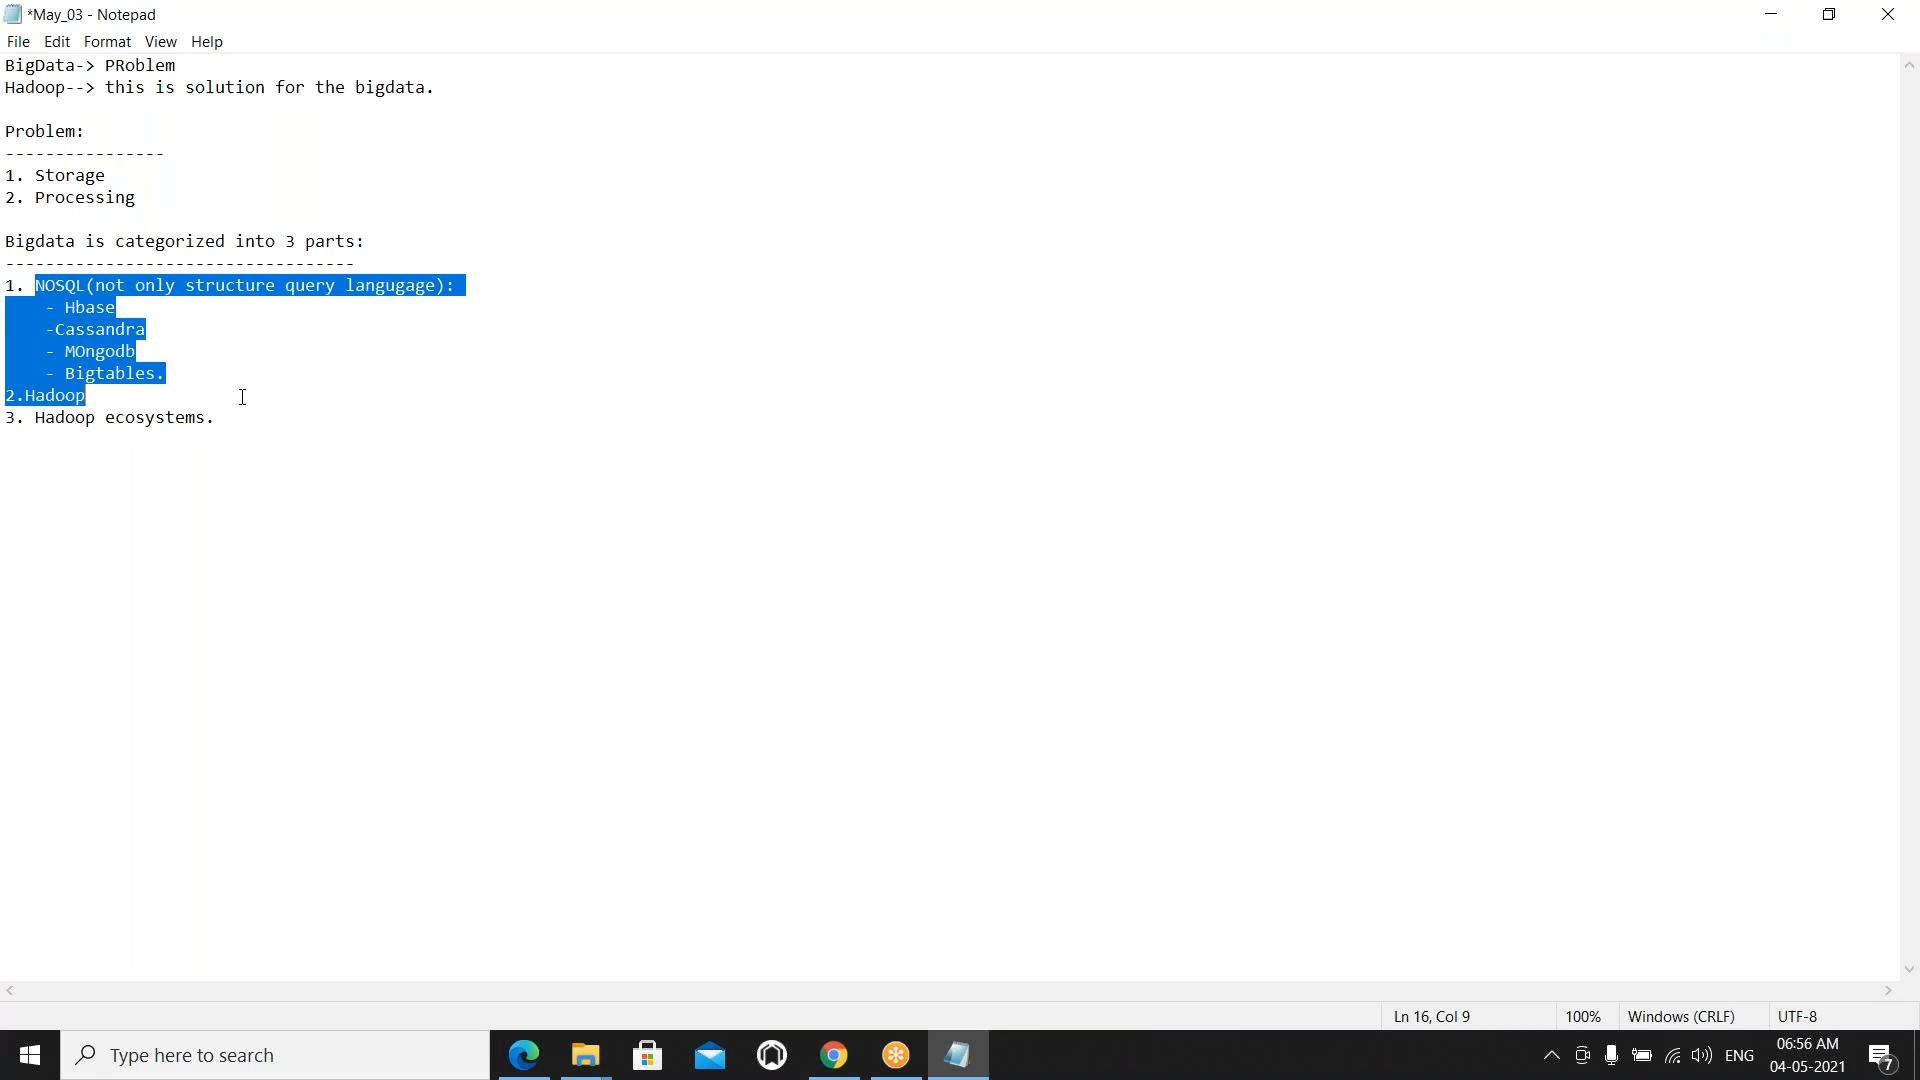 *May_03 - Notepad
File Edit Format View Help
BigData-> PRoblem
Hadoop--> this is solution for the bigdata.
Problem:
----------------
1. Storage
2. Processing
Bigdata is categorized into 3 parts:
-----------------------------------
1. NOSQL(not only structure query langugage):
- Hbase
-Cassandra
- MOngodb
- Bigtables.
2.Hadoop
3. Hadoop ecosystems.
Ln 16, Col 9 100% Windows (CRLF) UTF-8
Type here to search
ENG
06:56 AM
04-05-2021
7